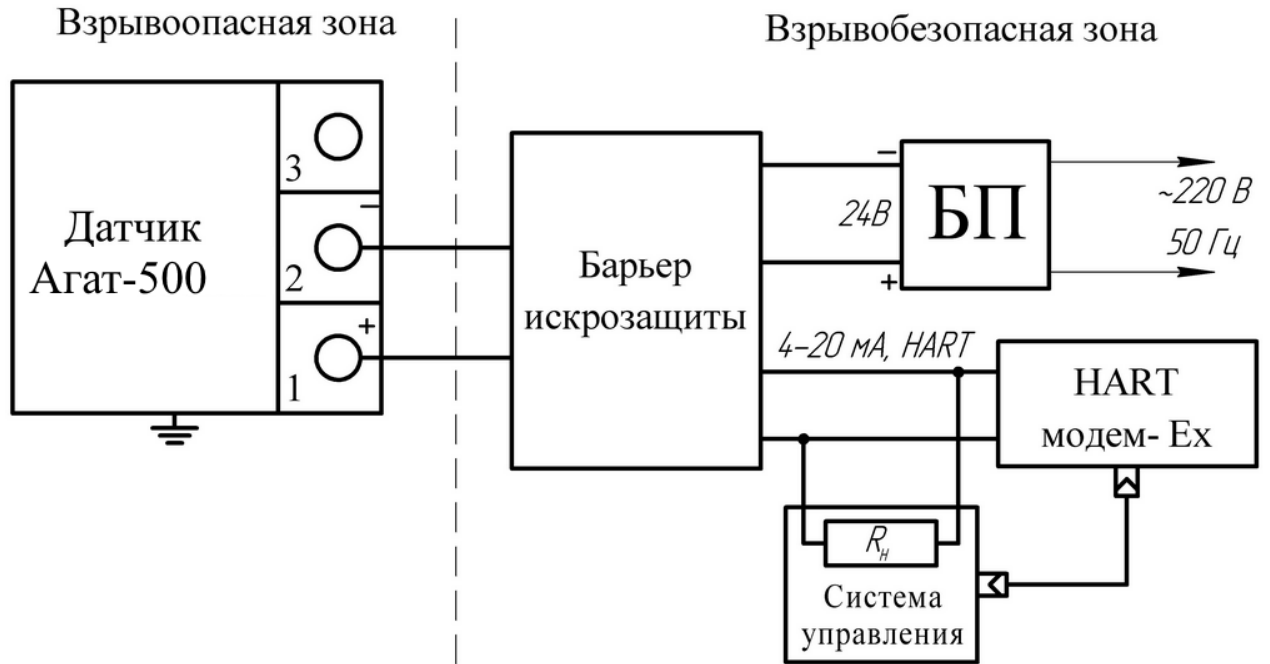 Взрывоопасная зона
Взрывобезопасная зона
Датчик
Агат-500
3
−
2
+
1
Барьер
искрозащиты
−
24В
+
БП
~220 В
50 Гц
4–20 мА, HART
HART
модем- Ex
Rн
Система
управления